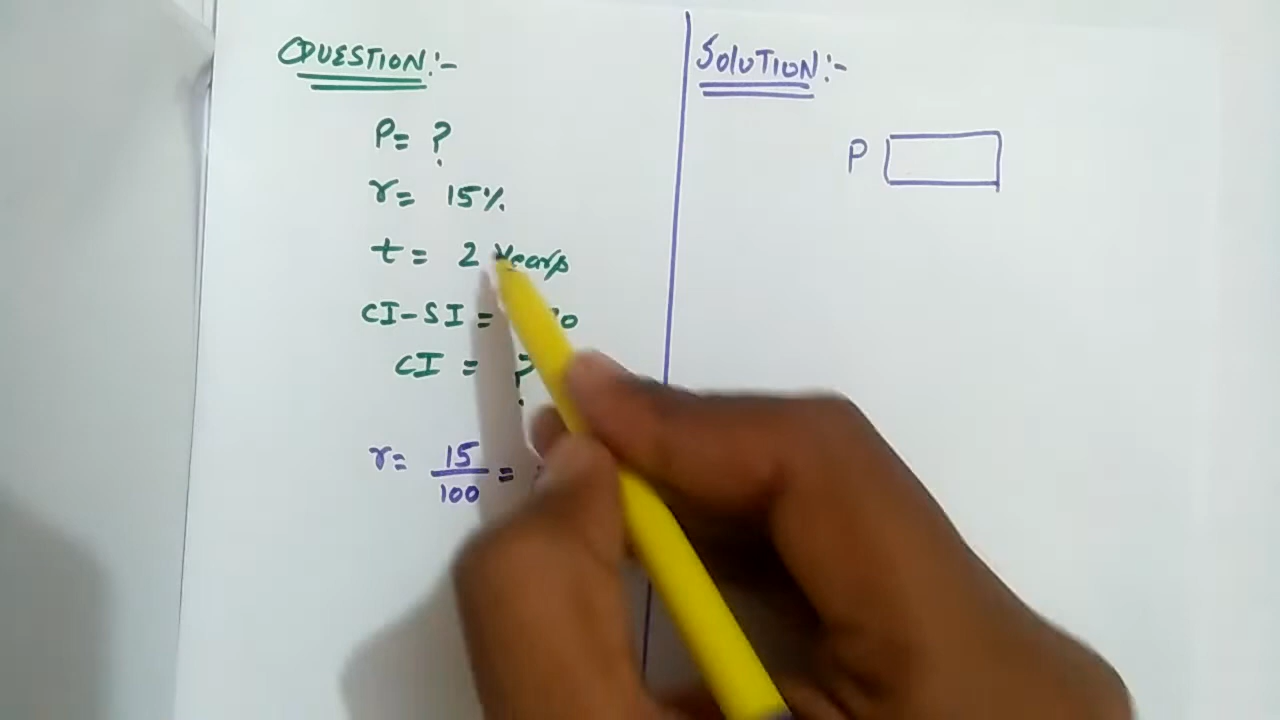 QUESTION:-
P= ?
r= 15%
t= 2 Years
CI-SI =
CI = ?
r= 15/100 =
SOLUTION:-
P